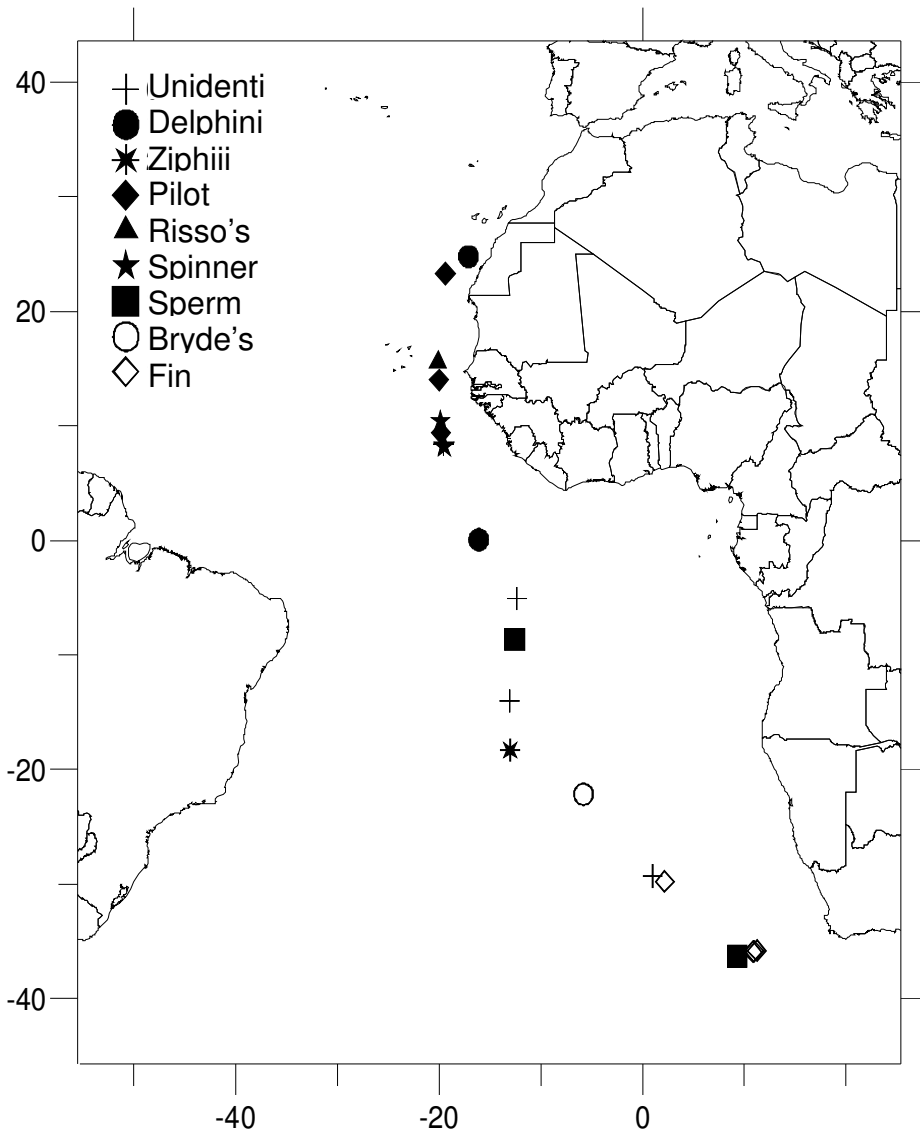 40
20
0
-20
-40
Unidenti
Delphini
Ziphiii
Pilot
Risso's
Spinner
Sperm
Bryde's
Fin
-40
-20
0